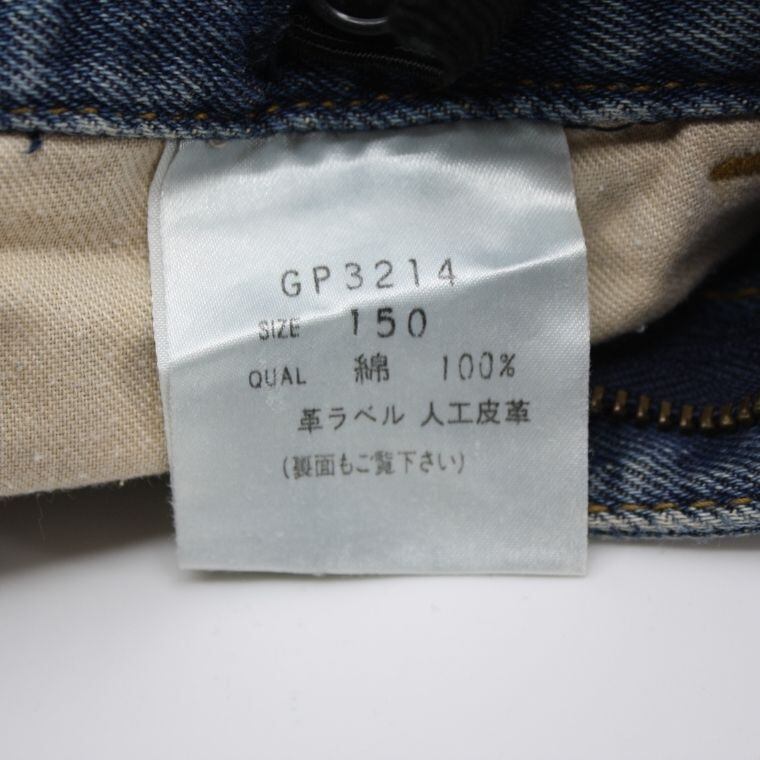 GP3214
SIZE 150
QUAL 綿 100%
革ラベル 人工皮革
(裏面もご覧下さい)